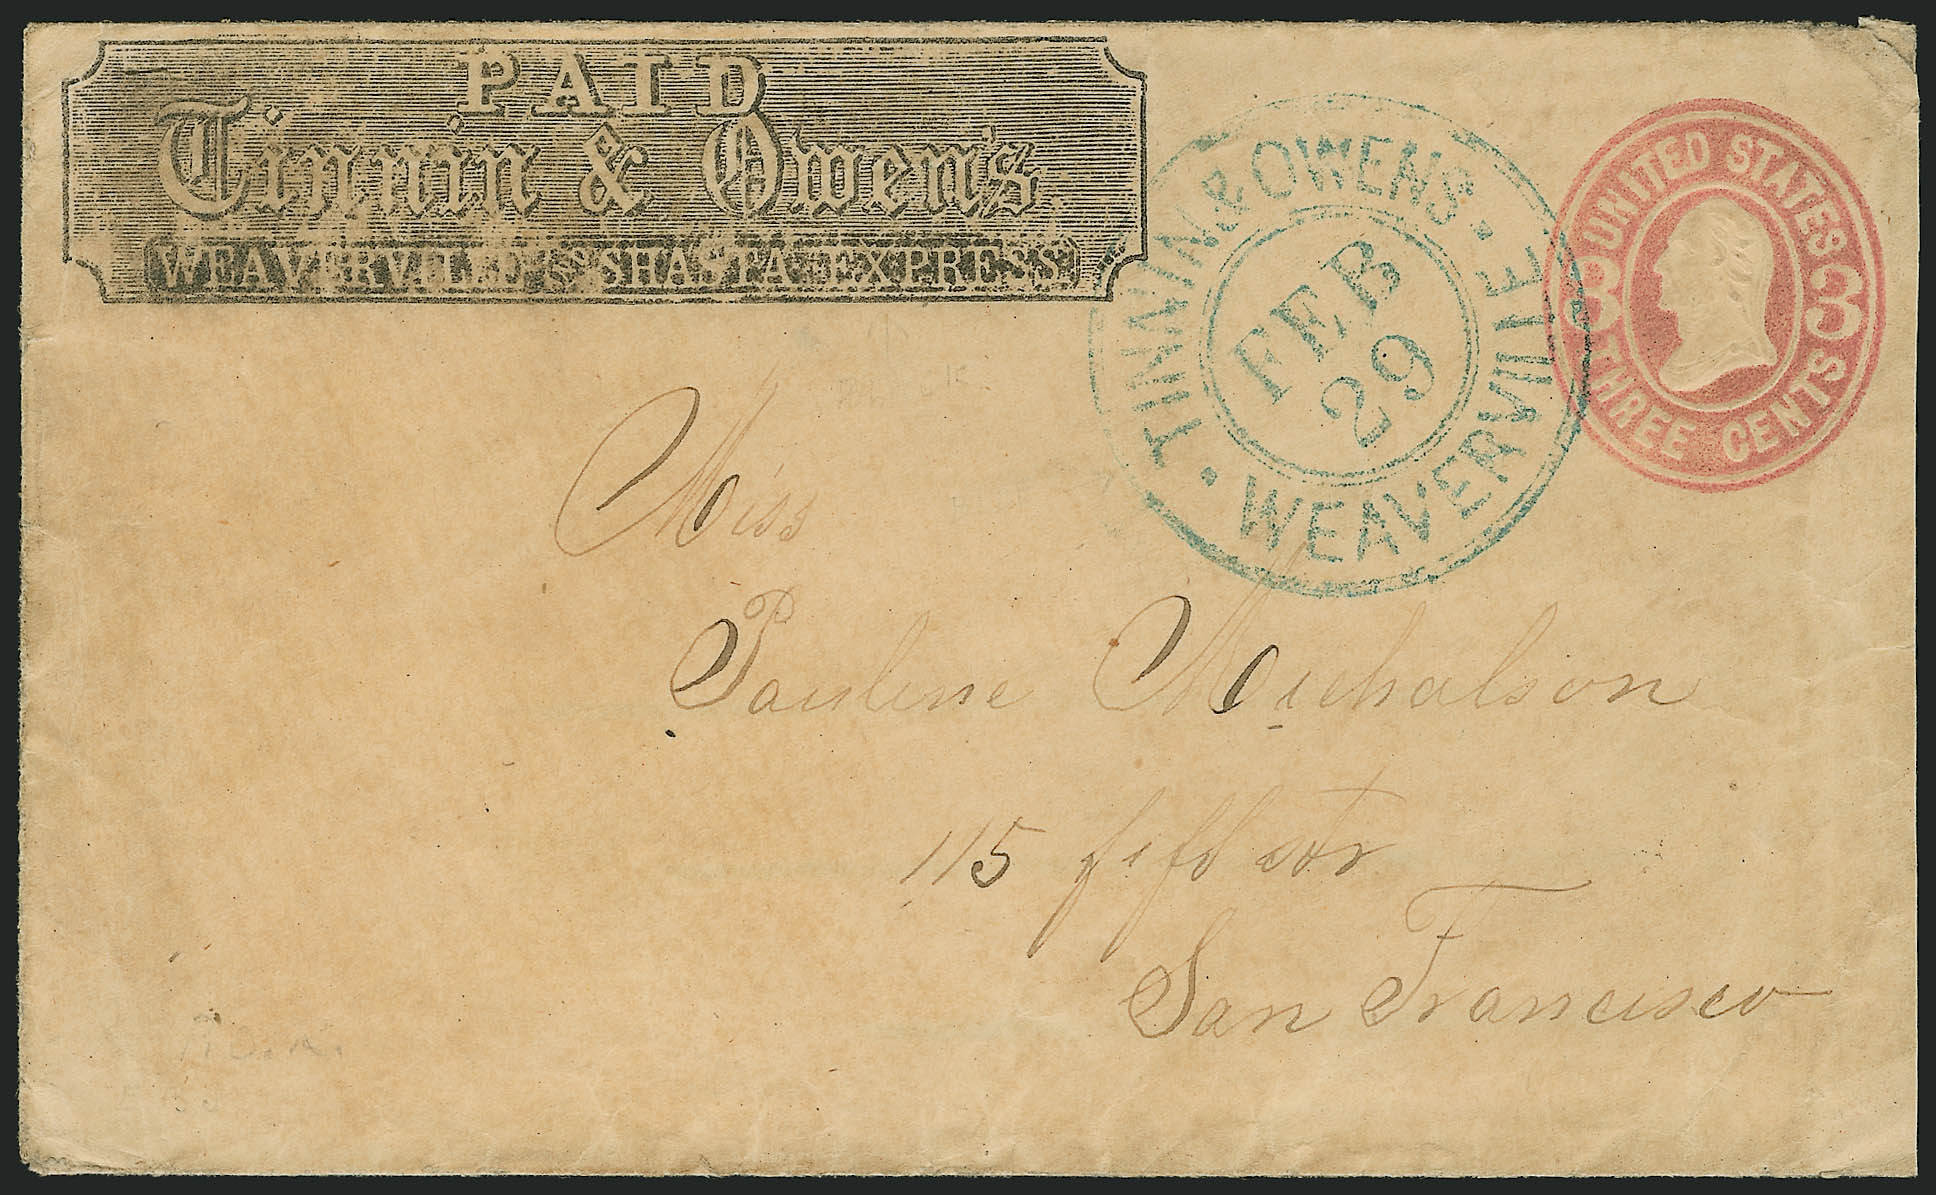 PAID
Tinnin & Owen's
WEAVERVILLE & SHASTA EXPRESS
TINNIN & OWENS · WEAVERVILLE ·
FEB
29
UNITED STATES
3 3
THREE CENTS
Miss
Pauline Michalson
115 fifth str
San Francisco